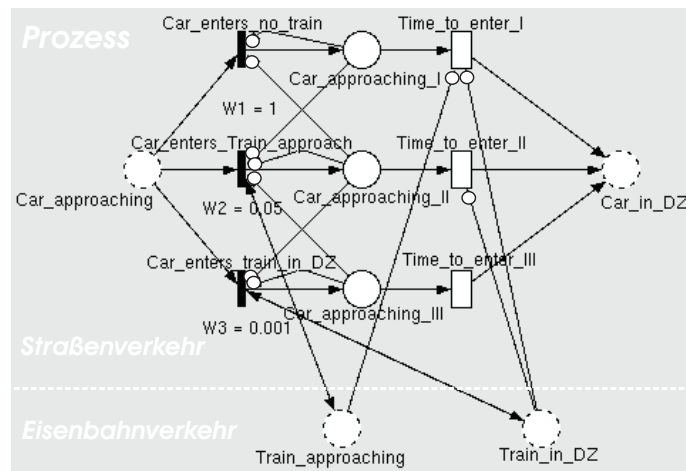 Prozess
Car_enters_no_train
Time_to_enter_I
Car_approaching_I
W1 = 1
Car_enters_Train_approach
Time_to_enter_II
Car_approaching
Car_approaching_II
Car_in_DZ
W2 = 0.05
Car_enters_train_in_DZ
Time_to_enter_III
Car_approaching_III
W3 = 0.001
Straßenverkehr
Eisenbahnverkehr
Train_approaching
Train_in_DZ